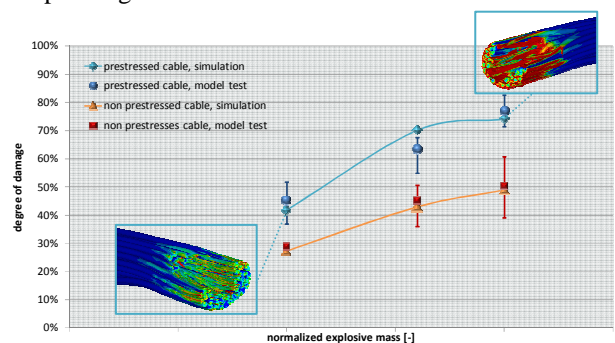 100%
prestressed cable, simulation
90%
prestressed cable, model test
80%
non prestressed cable, simulation
70%
non prestresses cable, model test
60%
50%
40%
30%
20%
10%
0%
degree of damage
normalized explosive mass [-]